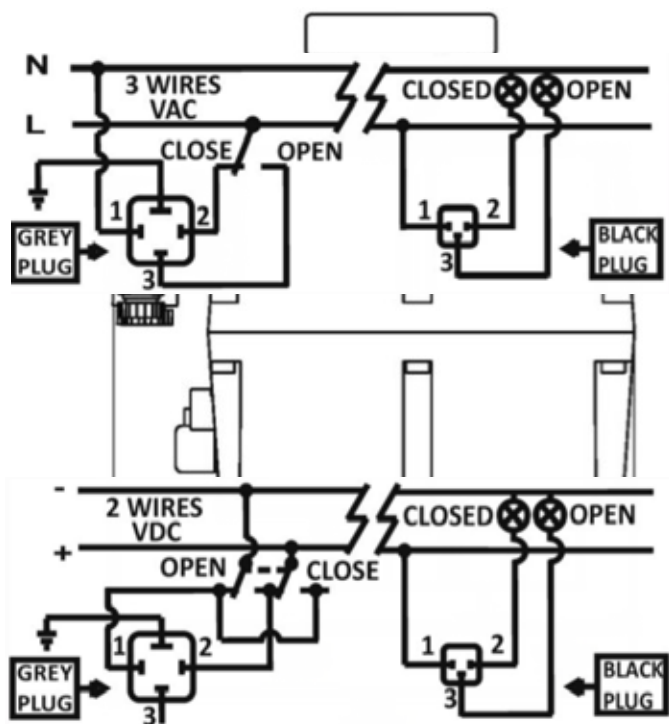 N
3 WIRES
VAC
CLOSED
OPEN
L
CLOSE
OPEN
1
2
3
GREY
PLUG
1
2
3
BLACK
PLUG
-
2 WIRES
VDC
CLOSED
OPEN
+
OPEN
CLOSE
1
2
3
GREY
PLUG
1
2
3
BLACK
PLUG